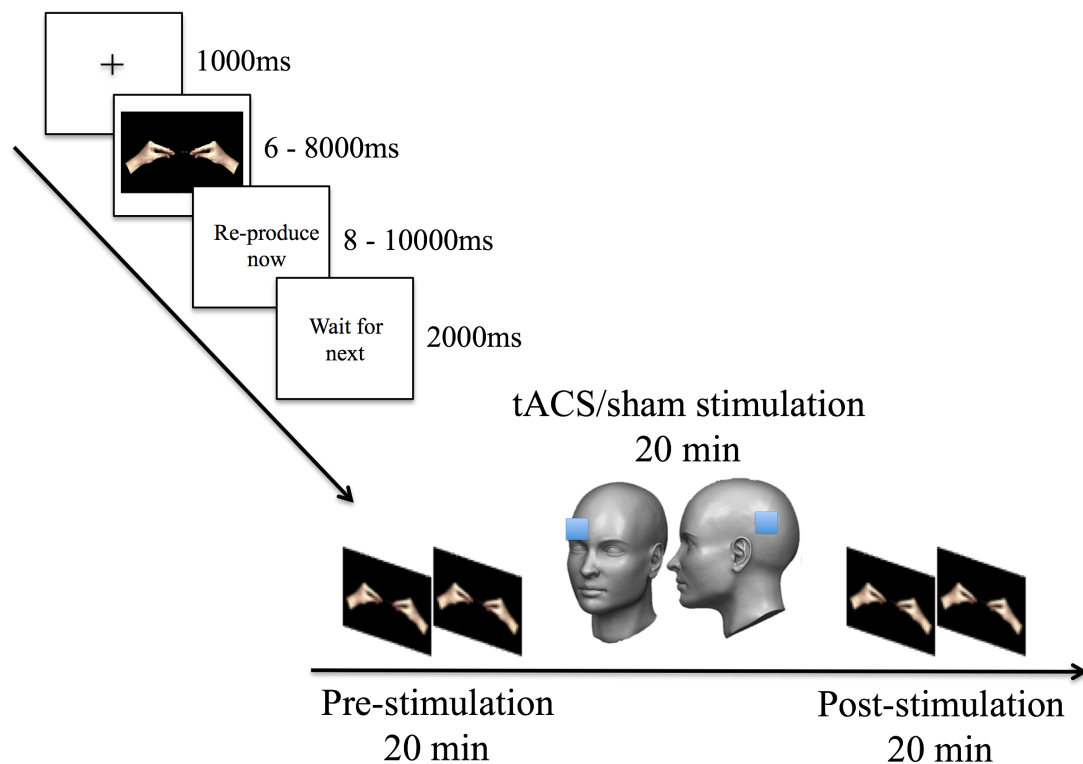 1000ms
6 - 8000ms
Re-produce
now
8 - 10000ms
Wait for
next
2000ms
tACS/sham stimulation
20 min
Pre-stimulation
20 min
Post-stimulation
20 min